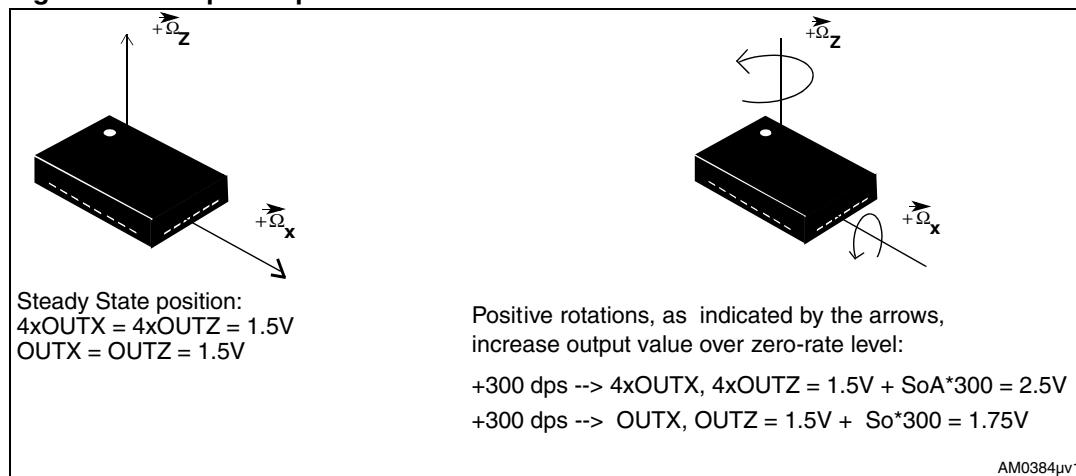 +Ω
Z
+Ω
x
Steady State position:
4xOUTX = 4xOUTZ = 1.5V
OUTX = OUTZ = 1.5V
+Ω
Z
+Ω
x
Positive rotations, as indicated by the arrows,
increase output value over zero-rate level:
+300 dps --> 4xOUTX, 4xOUTZ = 1.5V + SoA*300 = 2.5V
+300 dps --> OUTX, OUTZ = 1.5V + So*300 = 1.75V